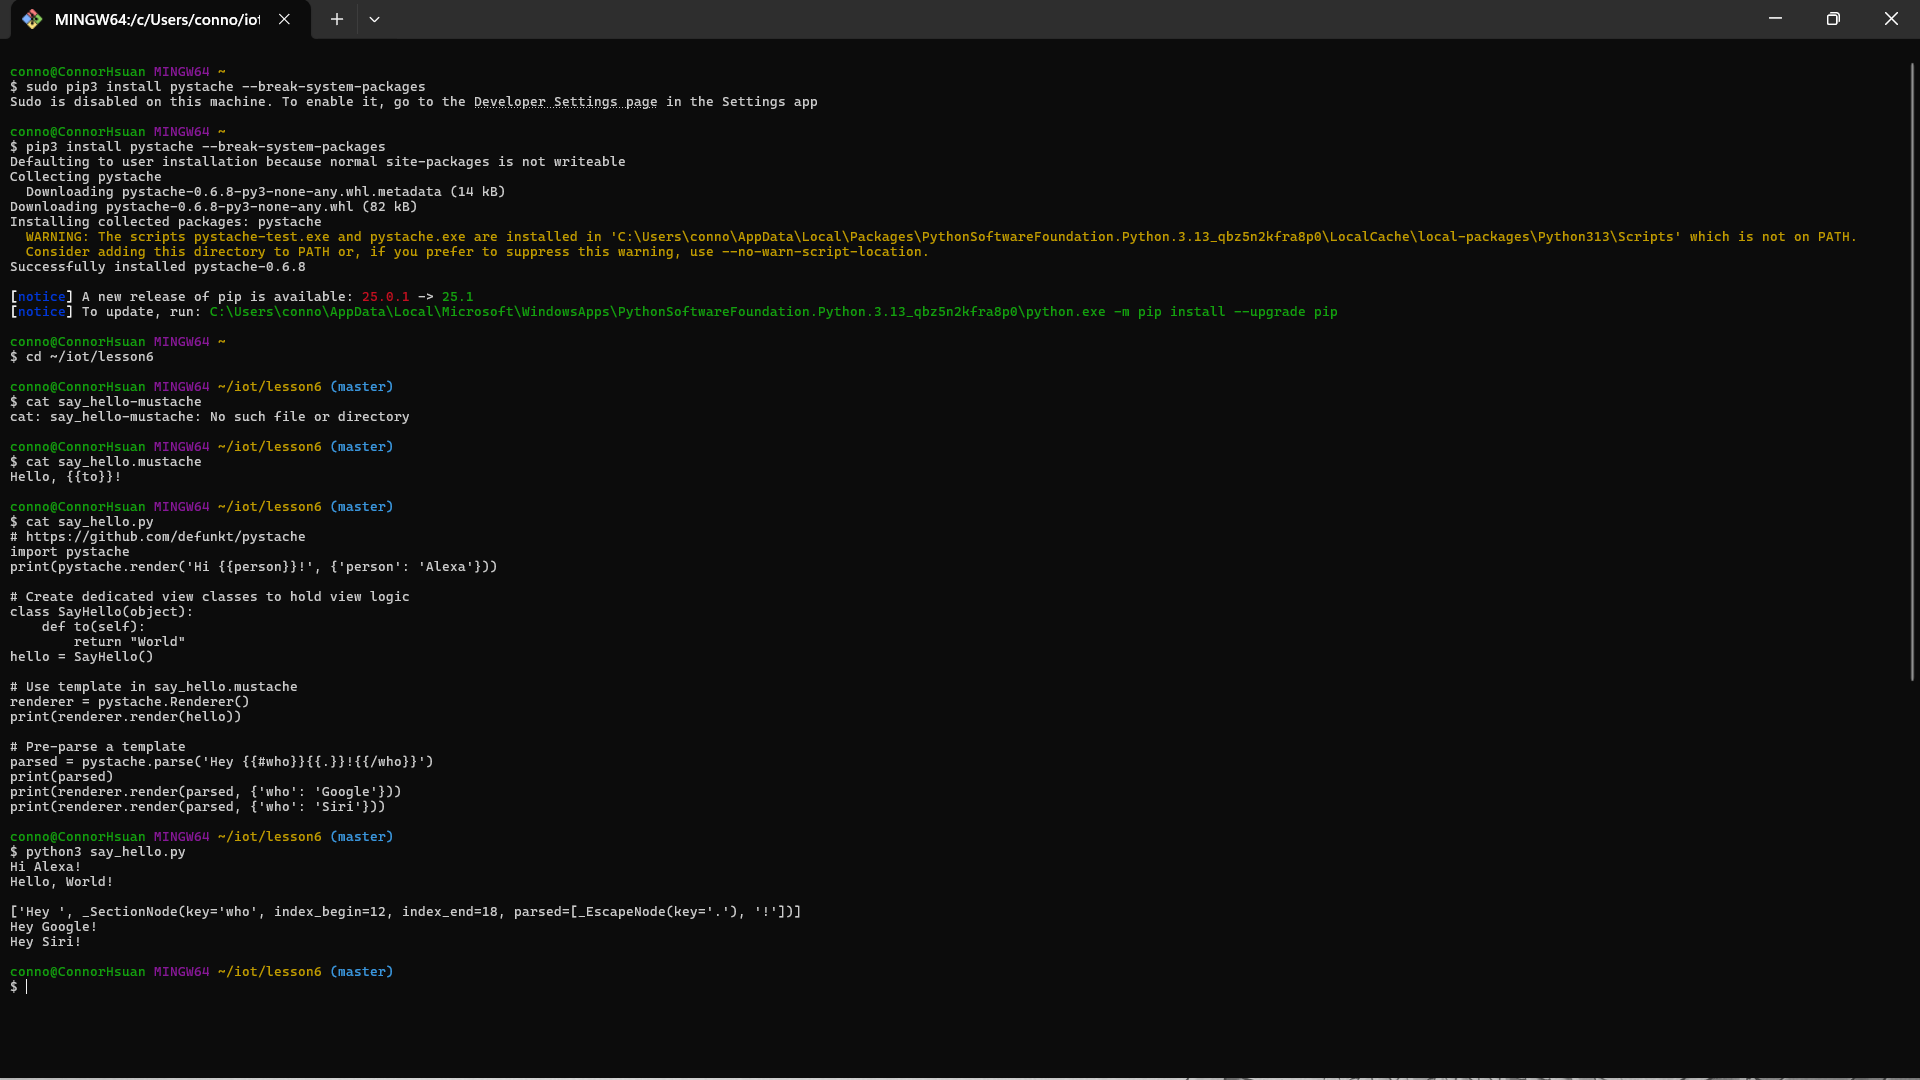 MINGW64:/c/Users/conno/iot
conno@ConnorHsuan MINGW64 ~
$ sudo pip3 install pystache --break-system-packages
Sudo is disabled on this machine. To enable it, go to the Developer Settings page in the Settings app
conno@ConnorHsuan MINGW64 ~
$ pip3 install pystache --break-system-packages
Defaulting to user installation because normal site-packages is not writeable
Collecting pystache
  Downloading pystache-0.6.8-py3-none-any.whl.metadata (14 kB)
Downloading pystache-0.6.8-py3-none-any.whl (82 kB)
Installing collected packages: pystache
  WARNING: The scripts pystache-test.exe and pystache.exe are installed in 'C:\Users\conno\AppData\Local\Packages\PythonSoftwareFoundation.Python.3.13_qbz5n2kfra8p0\LocalCache\local-packages\Python313\Scripts' which is not on PATH.
  Consider adding this directory to PATH or, if you prefer to suppress this warning, use --no-warn-script-location.
Successfully installed pystache-0.6.8
[notice] A new release of pip is available: 25.0.1 -> 25.1
[notice] To update, run: C:\Users\conno\AppData\Local\Microsoft\WindowsApps\PythonSoftwareFoundation.Python.3.13_qbz5n2kfra8p0\python.exe -m pip install --upgrade pip
conno@ConnorHsuan MINGW64 ~
$ cd ~/iot/lesson6
conno@ConnorHsuan MINGW64 ~/iot/lesson6 (master)
$ cat say_hello-mustache
cat: say_hello-mustache: No such file or directory
conno@ConnorHsuan MINGW64 ~/iot/lesson6 (master)
$ cat say_hello.mustache
Hello, {{to}}!
conno@ConnorHsuan MINGW64 ~/iot/lesson6 (master)
$ cat say_hello.py
# https://github.com/defunkt/pystache
import pystache
print(pystache.render('Hi {{person}}!', {'person': 'Alexa'}))
# Create dedicated view classes to hold view logic
class SayHello(object):
    def to(self):
        return "World"
hello = SayHello()
# Use template in say_hello.mustache
renderer = pystache.Renderer()
print(renderer.render(hello))
# Pre-parse a template
parsed = pystache.parse('Hey {{#who}}{{.}}!{{/who}}')
print(parsed)
print(renderer.render(parsed, {'who': 'Google'}))
print(renderer.render(parsed, {'who': 'Siri'}))
conno@ConnorHsuan MINGW64 ~/iot/lesson6 (master)
$ python3 say_hello.py
Hi Alexa!
Hello, World!
['Hey ', _SectionNode(key='who', index_begin=12, index_end=18, parsed=[_EscapeNode(key='.'), '!'])]
Hey Google!
Hey Siri!
conno@ConnorHsuan MINGW64 ~/iot/lesson6 (master)
$